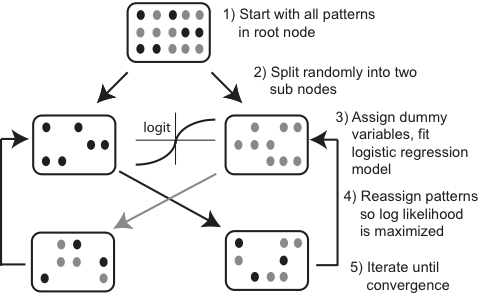 1) Start with all patterns
in root node
2) Split randomly into two
sub nodes
logit
3) Assign dummy
variables, fit
logistic regression
model
4) Reassign patterns
so log likelihood
is maximized
5) Iterate until
convergence